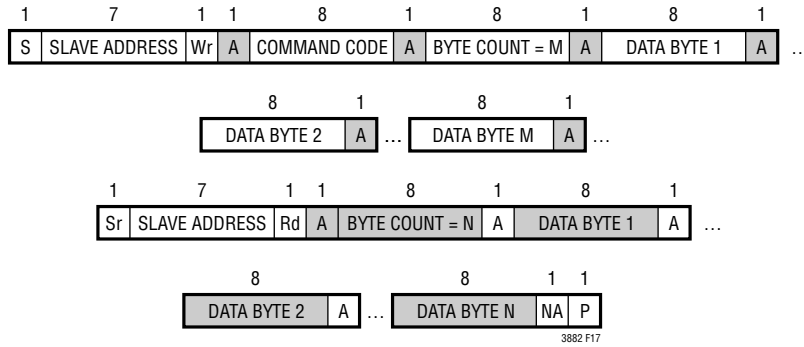 1 7 1 1 8 1 8 1 8 1
S SLAVE ADDRESS Wr A COMMAND CODE A BYTE COUNT = M A DATA BYTE 1 A …
8 1 8 1
DATA BYTE 2 A … DATA BYTE M A …
1 7 1 1 8 1 8 1
Sr SLAVE ADDRESS Rd A BYTE COUNT = N A DATA BYTE 1 A …
8 1 8 1 1
DATA BYTE 2 A … DATA BYTE N NA P
3882 F17